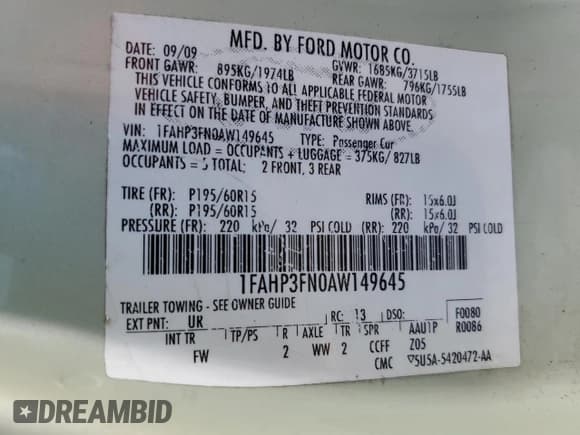 MFD. BY FORD MOTOR CO.
DATE: 09/09 GVWR: 1685KG/3715LB
FRONT GAWR: 895KG/1974LB REAR GAWR: 796KG/1755LB
THIS VEHICLE CONFORMS TO ALL APPLICABLE FEDERAL MOTOR
VEHICLE SAFETY, BUMPER, AND THEFT PREVENTION STANDARDS
IN EFFECT ON THE DATE OF MANUFACTURE SHOWN ABOVE.
VIN: 1FAHP3FN0AW149645 TYPE: Passenger Car
MAXIMUM LOAD = OCCUPANTS + LUGGAGE = 375KG/ 827LB
OCCUPANTS = 5 TOTAL: 2 FRONT, 3 REAR
TIRE (FR): P195/60R15 RIMS (FR): 15x6.0J
(RR): P195/60R15 (RR): 15x6.0J
PRESSURE (FR): 220 kPa/ 32 PSI COLD (RR) 220 kPa/ 32 PSI COLD
1FAHP3FN0AW149645
TRAILER TOWING - SEE OWNER GUIDE
EXT PNT: UK RC: 13 DSO: F0080
INT TR TP/PS R AXLE TR SPR AAU1P R0086
FW 2 WW 2 CCFF Z05
CMC 5U5A-5420472-AA
DREAMBID